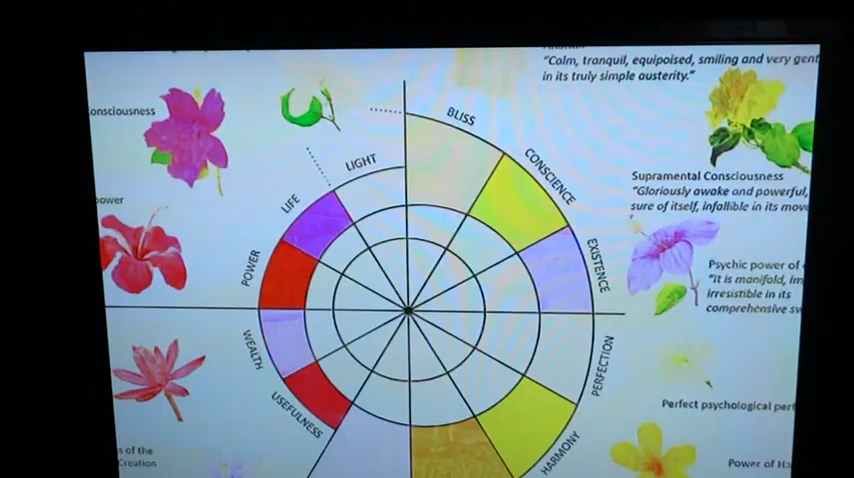 "Calm, tranquil, equipoised, smiling and very gent
in its truly simple austerity."
onsciousness
BLISS
CONSCIENCE
LIGHT
Supramental Consciousness
"Gloriously awake and powerful,
sure of itself, infallible in its mov
ower
LIFE
EXISTENCE
POWER
Psychic power of
"It is manifold, im
irresistible in its
comprehensive sv
WEALTH
PERFECTION
USEFULNESS
Perfect psychological perf
HARMONY
s of the
Creation
Power of Ha